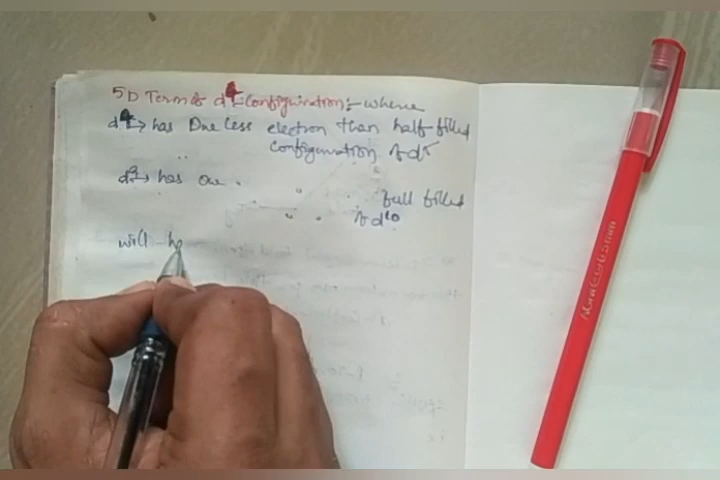 5D Term of d4 Configuration:- where
d4 → has One less electron than half filled
configuration of d5
d9 → has One " " " " full filled
of d10
will ha